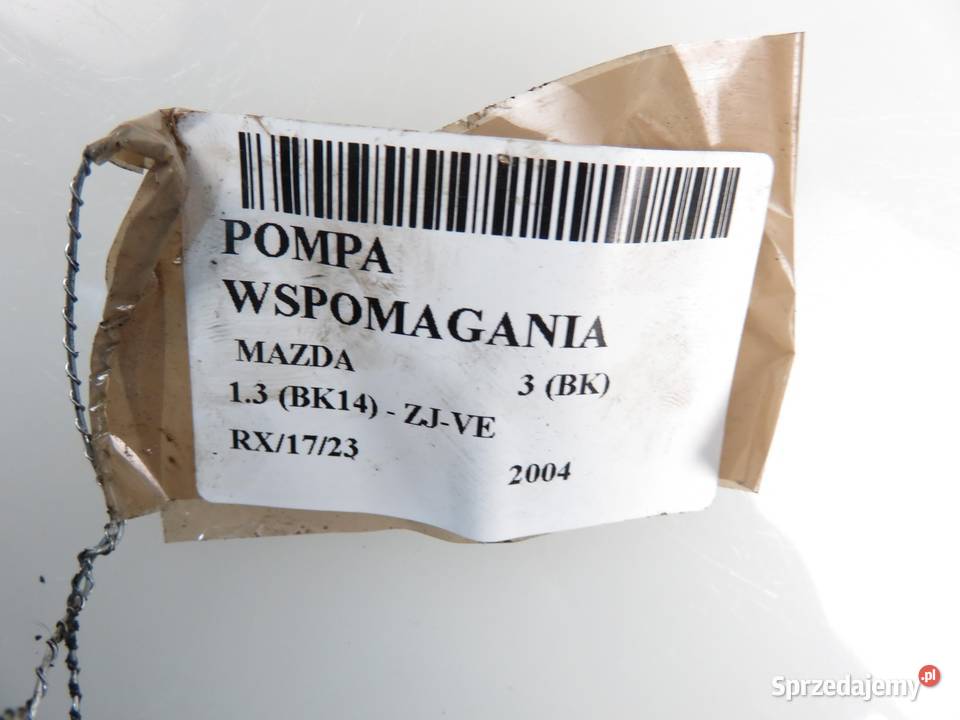 POMPA
WSPOMAGANIA
MAZDA 3 (BK)
1.3 (BK14) - ZJ-VE
RX/17/23 2004
Sprzedajemy.pl